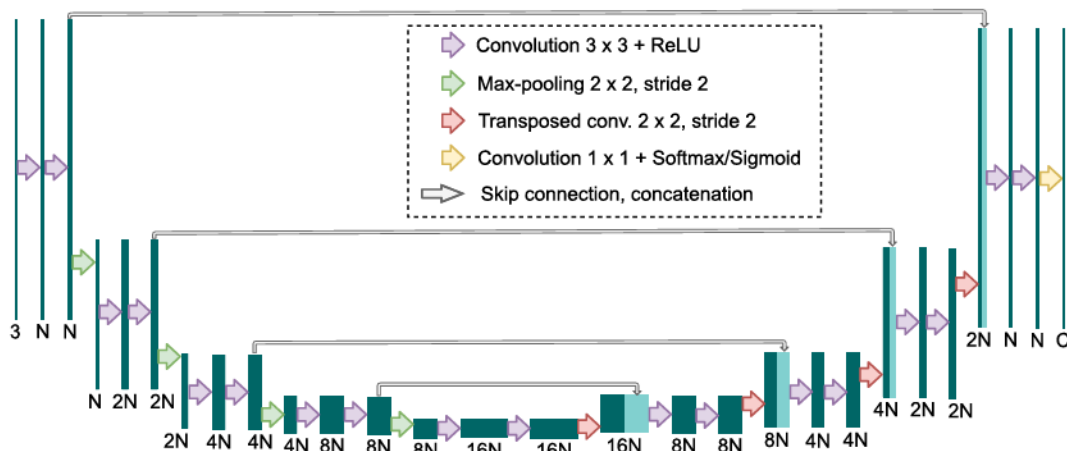 Convolution 3 x 3 + ReLU
Max-pooling 2 x 2, stride 2
Transposed conv. 2 x 2, stride 2
Convolution 1 x 1 + Softmax/Sigmoid
Skip connection, concatenation
3 N N
2N N N C
N 2N 2N
4N 2N 2N
2N 4N 4N 4N 8N 8N 8N 16N 16N 16N 8N 8N 8N 4N 4N